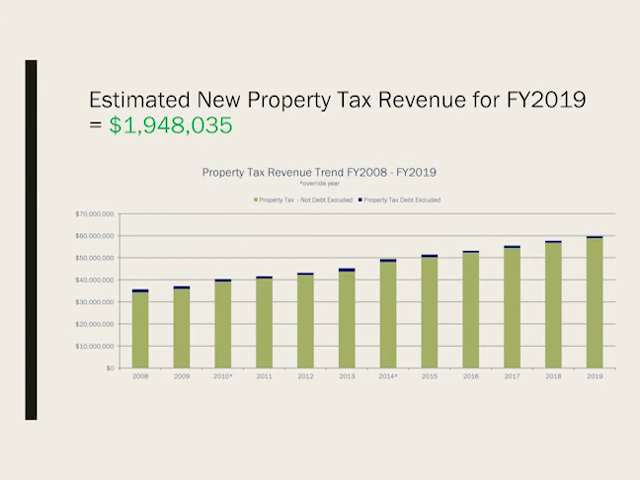 Estimated New Property Tax Revenue for FY2019
= $1,948,035
Property Tax Revenue Trend FY2008 - FY2019
*override year
Property Tax - Not Debt Excluded Property Tax Debt Excluded
$70,000,000
$60,000,000
$50,000,000
$40,000,000
$30,000,000
$20,000,000
$10,000,000
$0
2008 2009 2010* 2011 2012 2013 2014* 2015 2016 2017 2018 2019